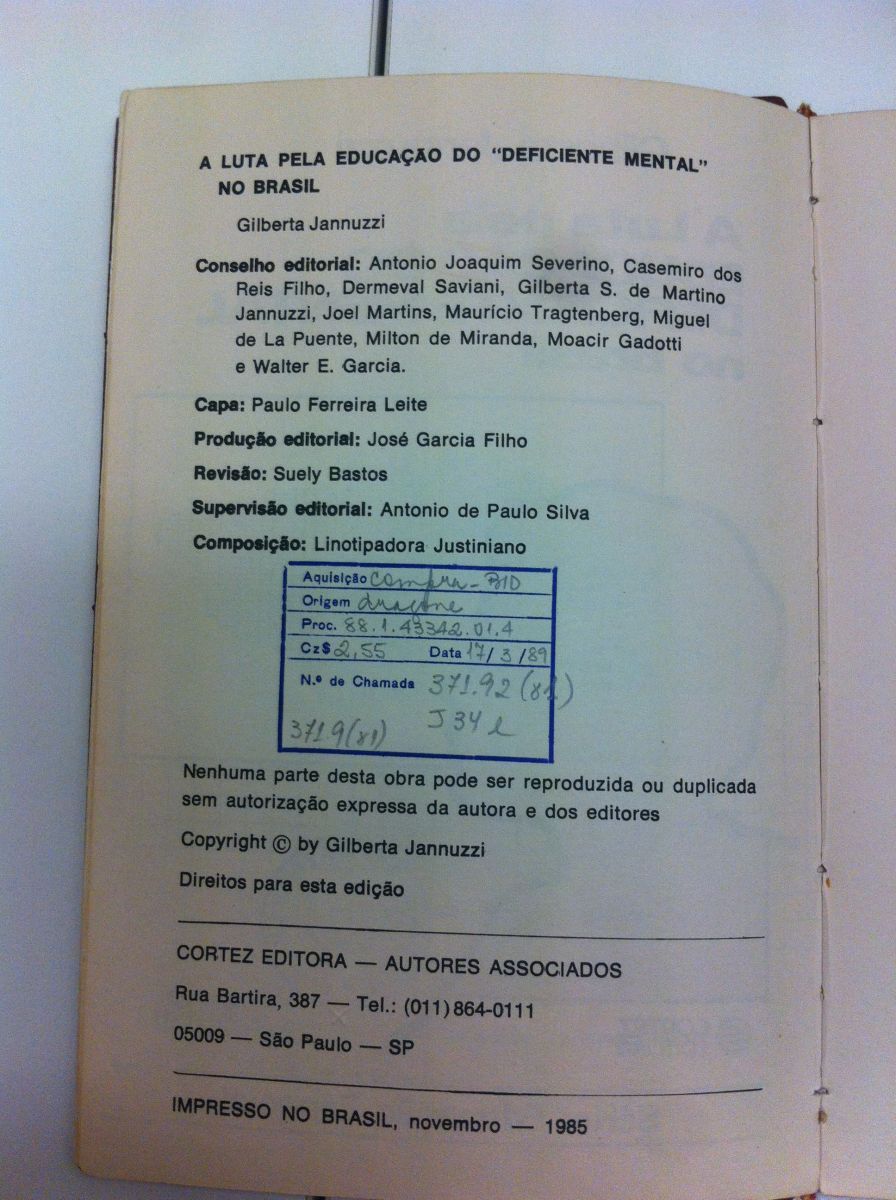 A LUTA PELA EDUCAÇÃO DO “DEFICIENTE MENTAL”
NO BRASIL
Gilberta Jannuzzi
Conselho editorial: Antonio Joaquim Severino, Casemiro dos
Reis Filho, Dermeval Saviani, Gilberta S. de Martino
Jannuzzi, Joel Martins, Maurício Tragtenberg, Miguel
de La Puente, Milton de Miranda, Moacir Gadotti
e Walter E. Garcia.
Capa: Paulo Ferreira Leite
Produção editorial: José Garcia Filho
Revisão: Suely Bastos
Supervisão editorial: Antonio de Paulo Silva
Composição: Linotipadora Justiniano
Aquisição compra - BID
Origem
Proc. 88.1.43342.01.4
Cz$ 2,55 Data 17/3/89
N.º de Chamada 371.92(81)
J34l
371.9(81)
Nenhuma parte desta obra pode ser reproduzida ou duplicada
sem autorização expressa da autora e dos editores
Copyright © by Gilberta Jannuzzi
Direitos para esta edição
CORTEZ EDITORA — AUTORES ASSOCIADOS
Rua Bartira, 387 — Tel.: (011) 864-0111
05009 — São Paulo — SP
IMPRESSO NO BRASIL, novembro — 1985